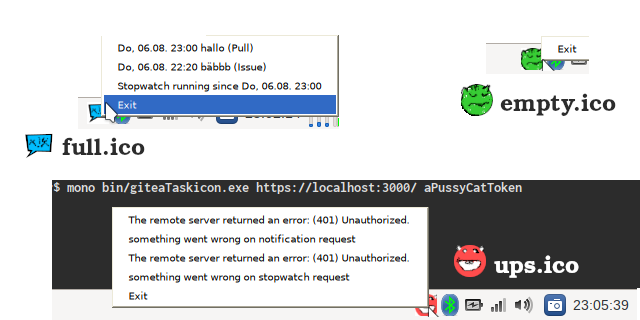 Do, 06.08. 23:00 hallo (Pull)
Do, 06.08. 22:20 bäbbb (Issue)
Stopwatch running since Do, 06.08. 23:00
Exit
full.ico
Exit
empty.ico
$ mono bin/giteaTaskicon.exe https://localhost:3000/ aPussyCatToken
The remote server returned an error: (401) Unauthorized.
something went wrong on notification request
The remote server returned an error: (401) Unauthorized.
something went wrong on stopwatch request
Exit
ups.ico
23:05:39